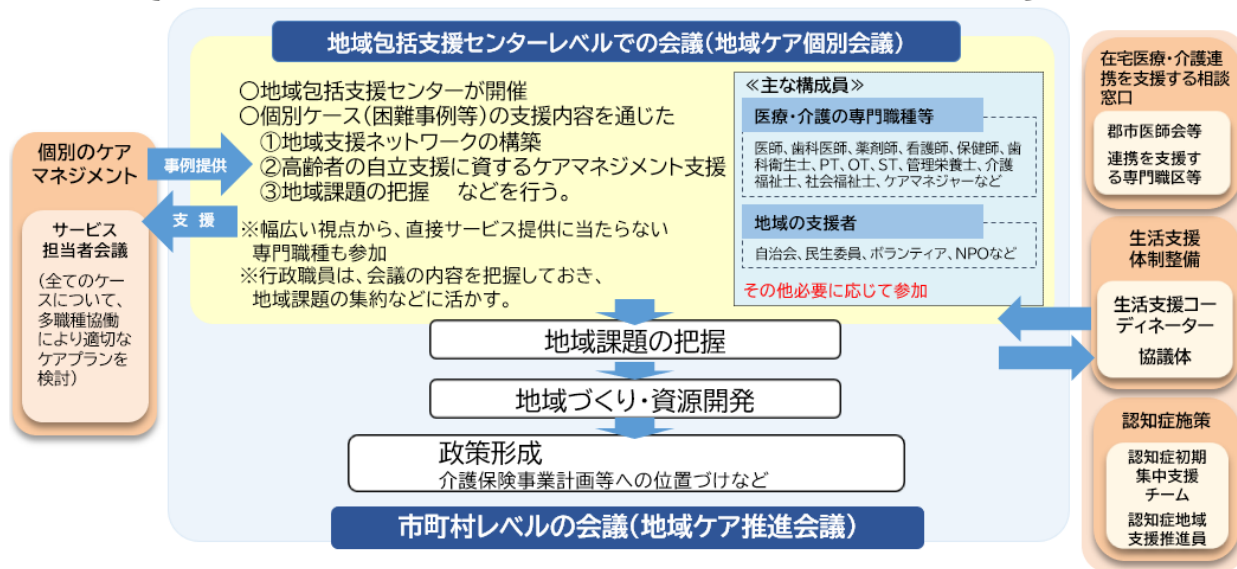 地域包括支援センターレベルでの会議(地域ケア個別会議)
○地域包括支援センターが開催
○個別ケース(困難事例等)の支援内容を通じた
①地域支援ネットワークの構築
②高齢者の自立支援に資するケアマネジメント支援
③地域課題の把握 などを行う。
※幅広い視点から、直接サービス提供に当たらない
専門職種も参加
※行政職員は、会議の内容を把握しておき、
地域課題の集約などに活かす。
≪主な構成員≫
医療・介護の専門職種等
医師、歯科医師、薬剤師、看護師、保健師、歯
科衛生士、PT、OT、ST、管理栄養士、介護
福祉士、社会福祉士、ケアマネジャーなど
地域の支援者
自治会、民生委員、ボランティア、NPOなど
その他必要に応じて参加
個別のケア
マネジメント
サービス
担当者会議
(全てのケー
スについて、
多職種協働
により適切な
ケアプランを
検討)
事例提供
支 援
地域課題の把握
地域づくり・資源開発
政策形成
介護保険事業計画等への位置づけなど
市町村レベルの会議(地域ケア推進会議)
在宅医療・介護連
携を支援する相談
窓口
郡市医師会等
連携を支援す
る専門職区等
生活支援
体制整備
生活支援コー
ディネーター
協議体
認知症施策
認知症初期
集中支援
チーム
認知症地域
支援推進員